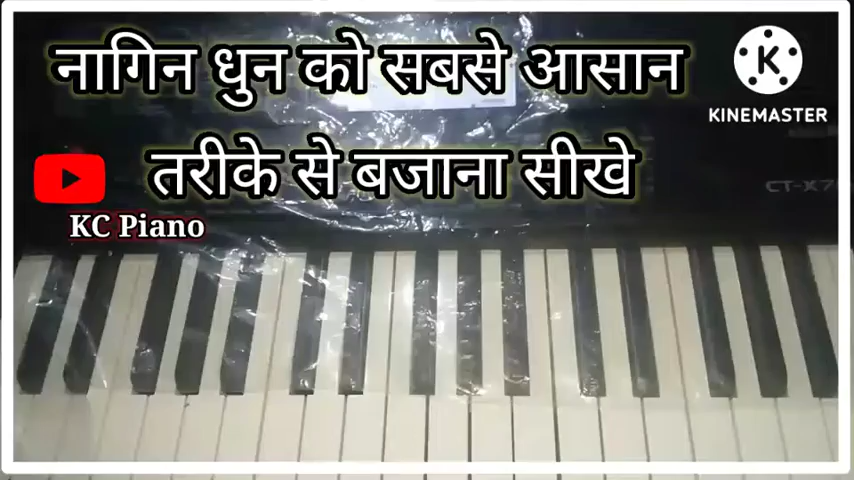 नागिन धुन को सबसे आसान
तरीके से बजाना सीखे
KC Piano
KINEMASTER
CT-X7